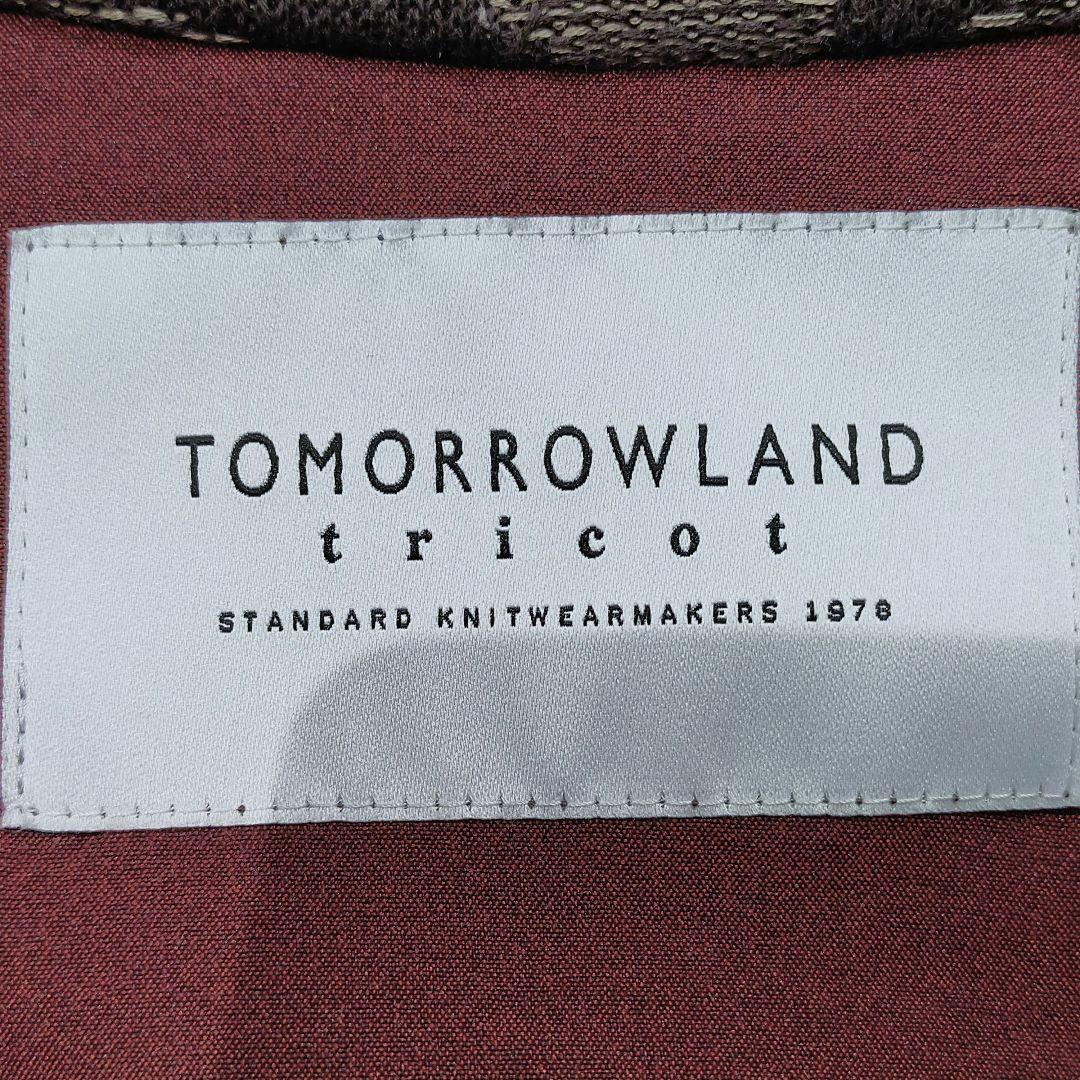 TOMORROWLAND
tricot
STANDARD KNITWEARMAKERS 1978